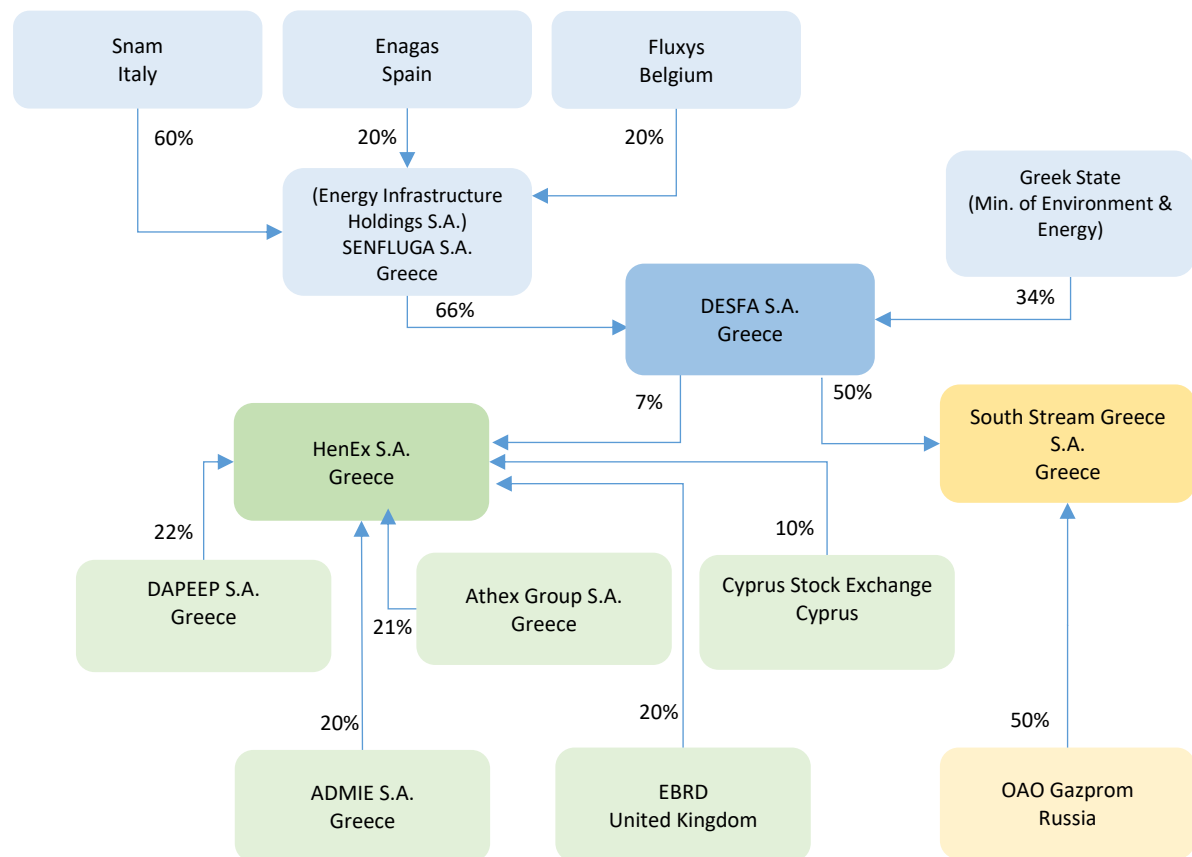 Snam
Italy
Enagas
Spain
Fluxys
Belgium
60%
20%
20%
(Energy Infrastructure
Holdings S.A.)
SENFLUGA S.A.
Greece
Greek State
(Min. of Environment &
Energy)
66%
DESFA S.A.
Greece
34%
7%
50%
HenEx S.A.
Greece
South Stream Greece
S.A.
Greece
22%
10%
DAPEEP S.A.
Greece
21%
Athex Group S.A.
Greece
Cyprus Stock Exchange
Cyprus
20%
20%
50%
ADMIE S.A.
Greece
EBRD
United Kingdom
OAO Gazprom
Russia